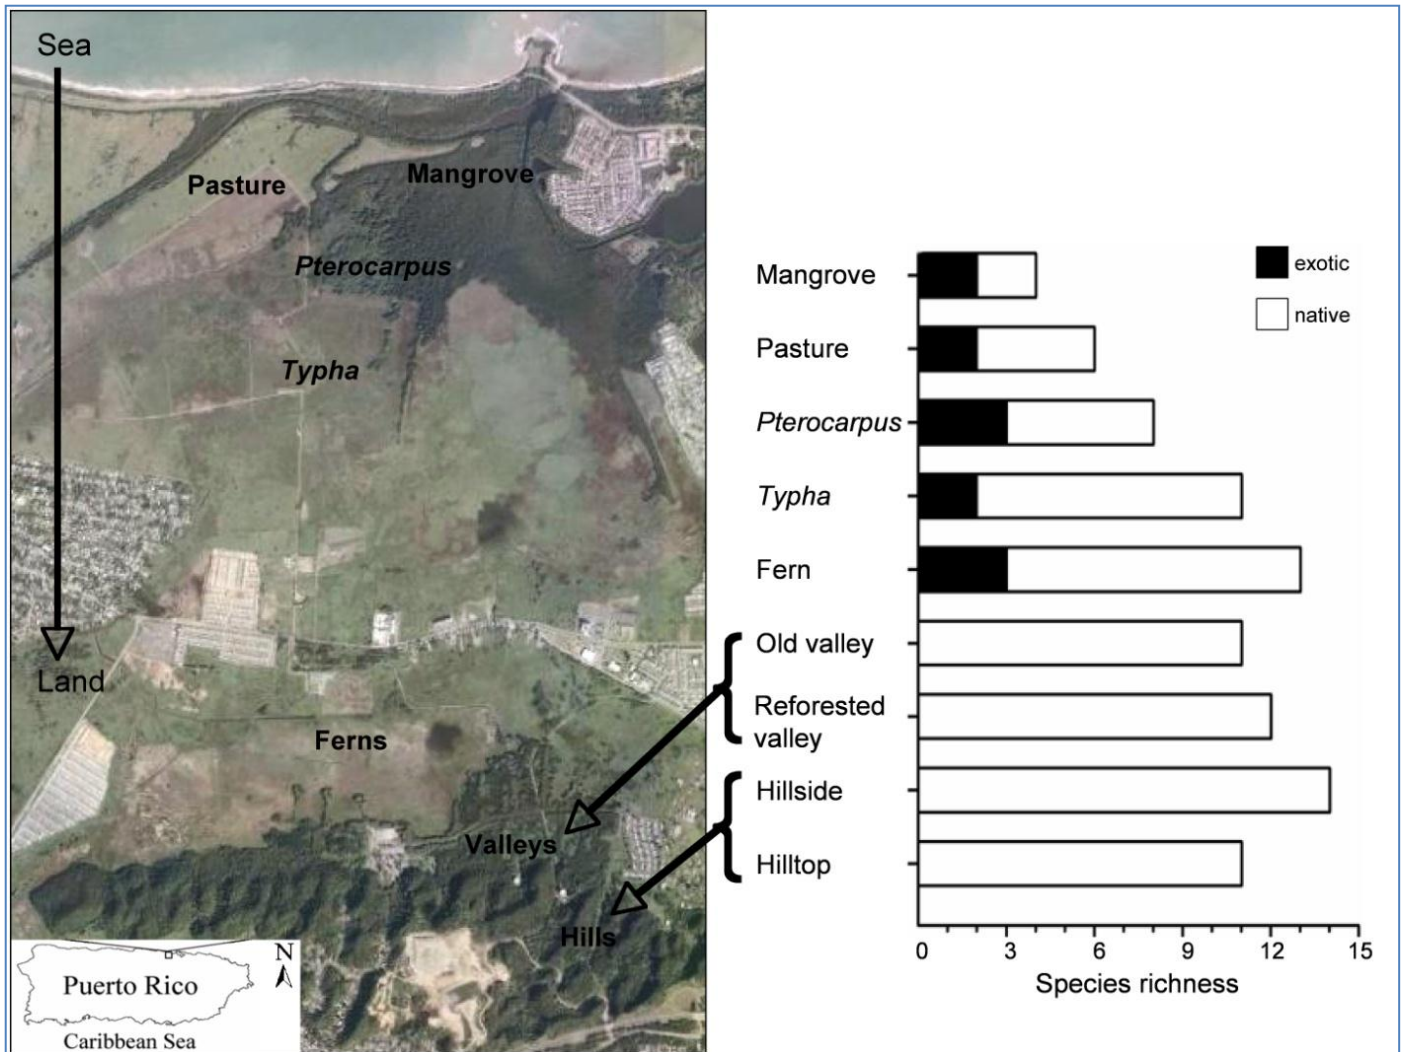 Sea
Pasture
Mangrove
Pterocarpus
Typha
Land
Ferns
Valleys
Hills
N
Puerto Rico
Caribbean Sea
exotic
native
Mangrove
Pasture
Pterocarpus
Typha
Fern
Old valley
Reforested
valley
Hillside
Hilltop
0 3 6 9 12 15
Species richness